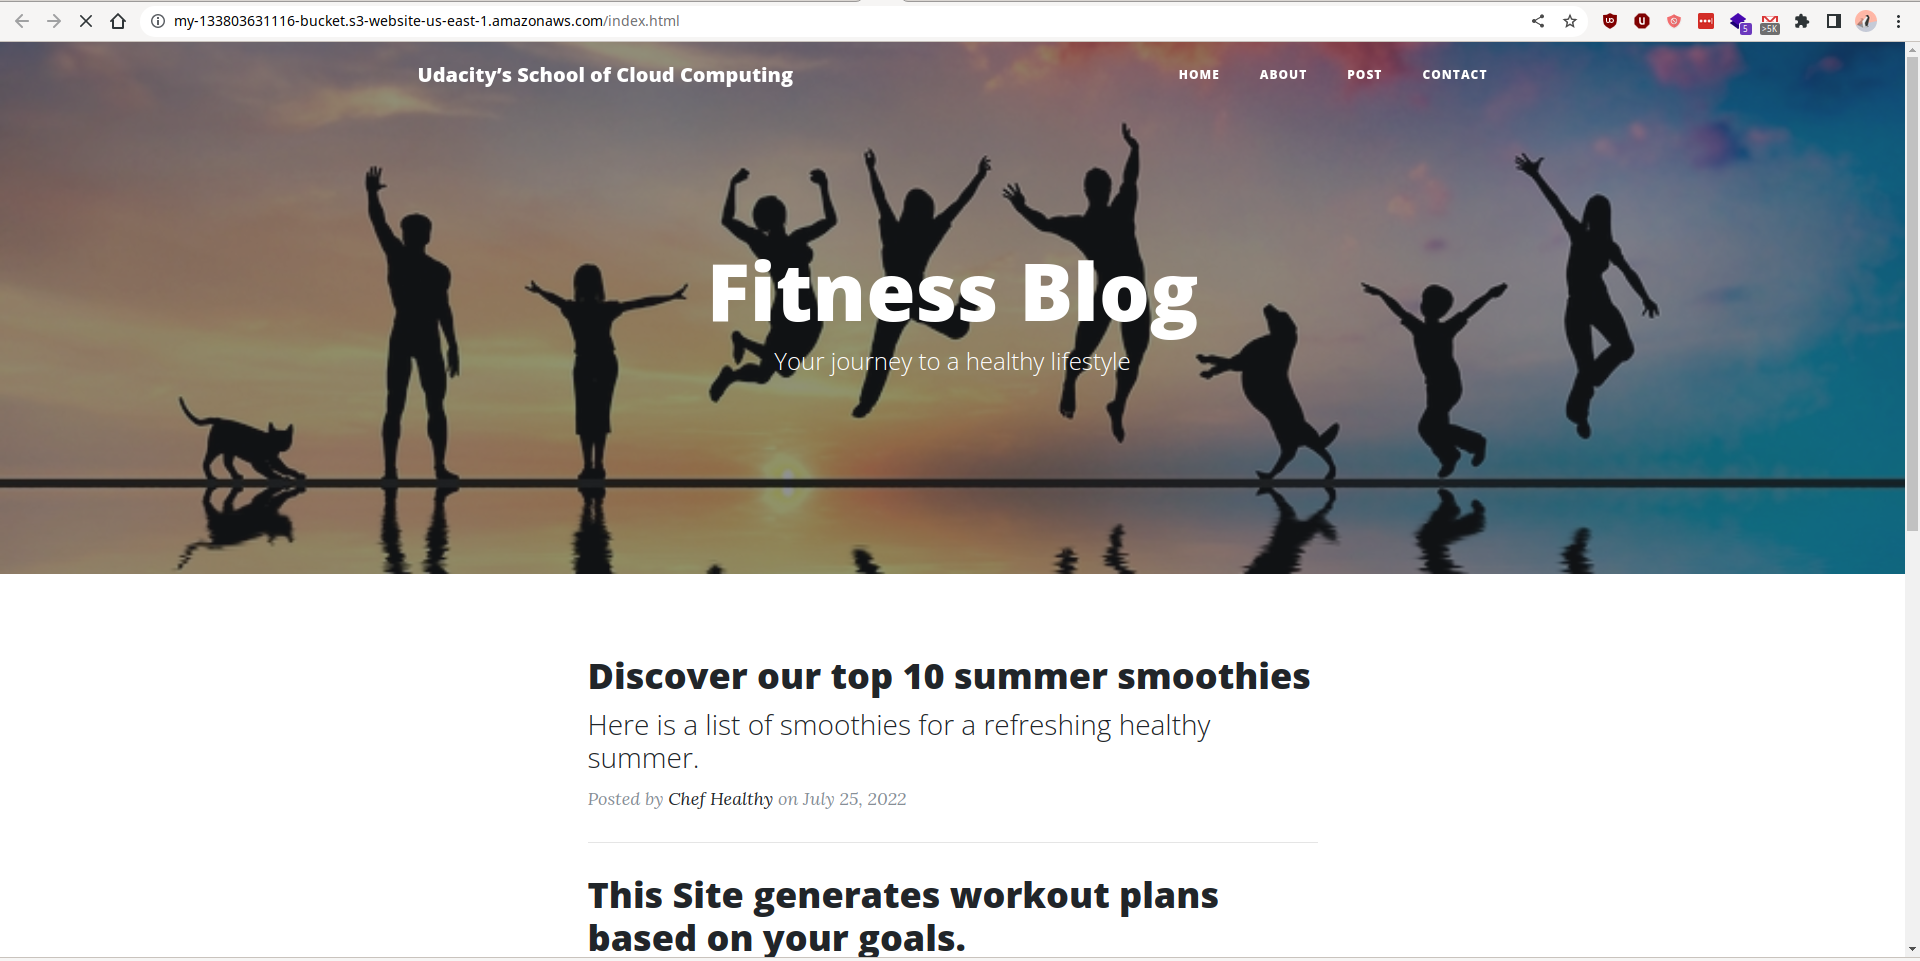 my-133803631116-bucket.s3-website-us-east-1.amazonaws.com/index.html
5
>5K
Udacity’s School of Cloud Computing
HOME ABOUT POST CONTACT
Fitness Blog
Your journey to a healthy lifestyle
Discover our top 10 summer smoothies
Here is a list of smoothies for a refreshing healthy
summer.
Posted by Chef Healthy on July 25, 2022
This Site generates workout plans
based on your goals.